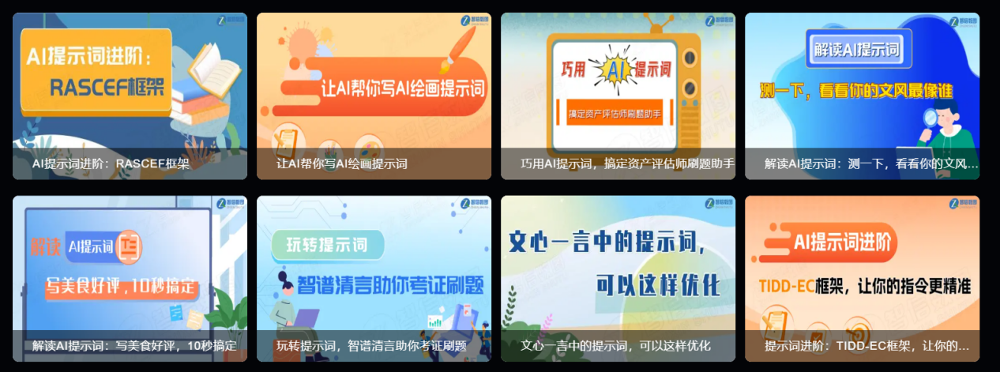 AI提示词进阶：
RASCEF框架
AI提示词进阶：RASCEF框架
让AI帮你写AI绘画提示词
让AI帮你写AI绘画提示词
巧用AI提示词
搞定资产评估师刷题助手
巧用AI提示词，搞定资产评估师刷题助手
解读AI提示词
测一下，看看你的文风最像谁
解读AI提示词：测一下，看看你的文风...
解读AI提示词
写美食好评,10秒搞定
解读AI提示词：写美食好评，10秒搞定
玩转提示词
智谱清言助你考证刷题
玩转提示词，智谱清言助你考证刷题
文心一言中的提示词，
可以这样优化
文心一言中的提示词，可以这样优化
AI提示词进阶
TIDD-EC框架，让你的指令更精准
提示词进阶：TIDD-EC框架，让你的...